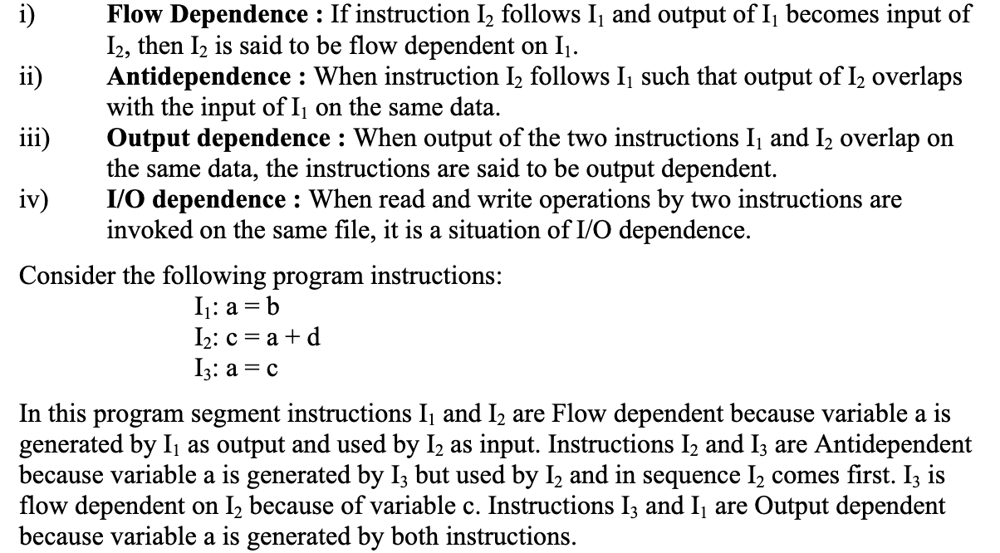 i) Flow Dependence : If instruction I₂ follows I₁ and output of I₁ becomes input of
I₂, then I₂ is said to be flow dependent on I₁.
ii) Antidependence : When instruction I₂ follows I₁ such that output of I₂ overlaps
with the input of I₁ on the same data.
iii) Output dependence : When output of the two instructions I₁ and I₂ overlap on
the same data, the instructions are said to be output dependent.
iv) I/O dependence : When read and write operations by two instructions are
invoked on the same file, it is a situation of I/O dependence.
Consider the following program instructions:
I₁: a = b
I₂: c = a + d
I₃: a = c
In this program segment instructions I₁ and I₂ are Flow dependent because variable a is
generated by I₁ as output and used by I₂ as input. Instructions I₂ and I₃ are Antidependent
because variable a is generated by I₃ but used by I₂ and in sequence I₂ comes first. I₃ is
flow dependent on I₂ because of variable c. Instructions I₃ and I₁ are Output dependent
because variable a is generated by both instructions.